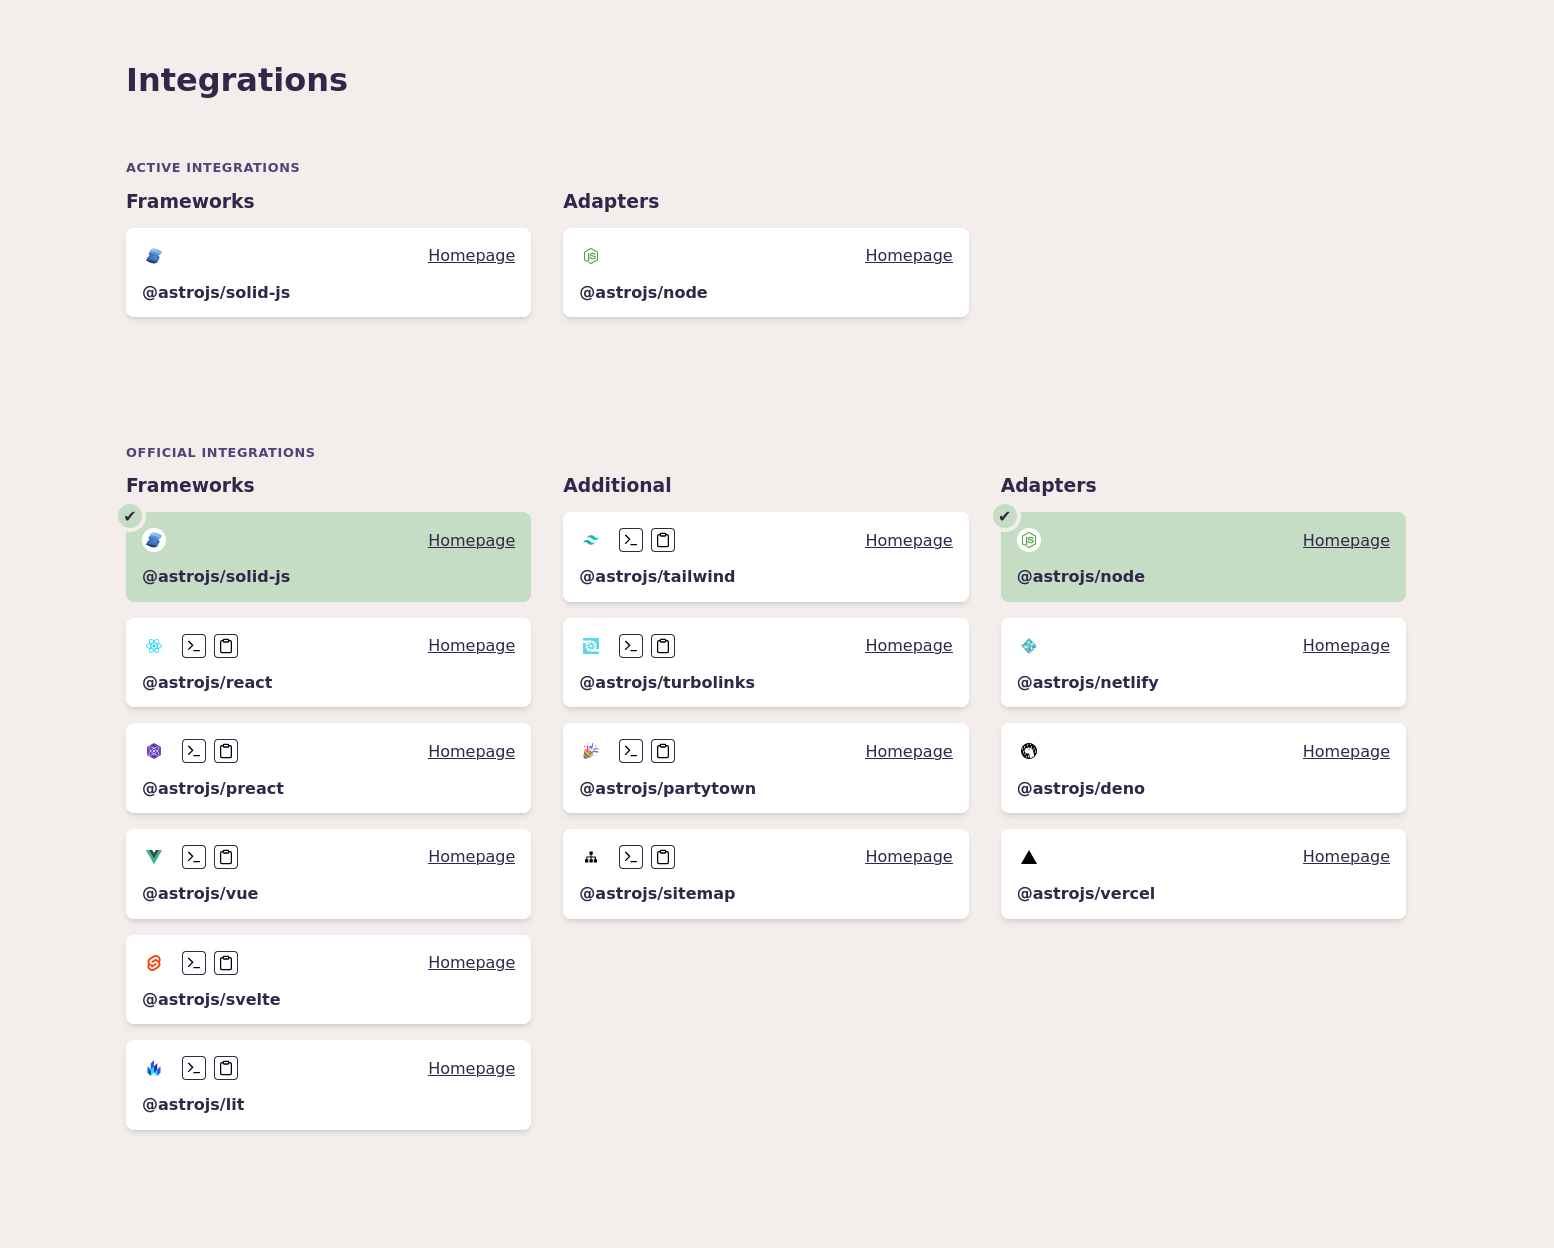 Integrations
ACTIVE INTEGRATIONS
Frameworks
Homepage
@astrojs/solid-js
Adapters
Homepage
@astrojs/node
OFFICIAL INTEGRATIONS
Frameworks
✔
Homepage
@astrojs/solid-js
Homepage
@astrojs/react
Homepage
@astrojs/preact
Homepage
@astrojs/vue
Homepage
@astrojs/svelte
Homepage
@astrojs/lit
Additional
Homepage
@astrojs/tailwind
Homepage
@astrojs/turbolinks
Homepage
@astrojs/partytown
Homepage
@astrojs/sitemap
Adapters
✔
Homepage
@astrojs/node
Homepage
@astrojs/netlify
Homepage
@astrojs/deno
Homepage
@astrojs/vercel